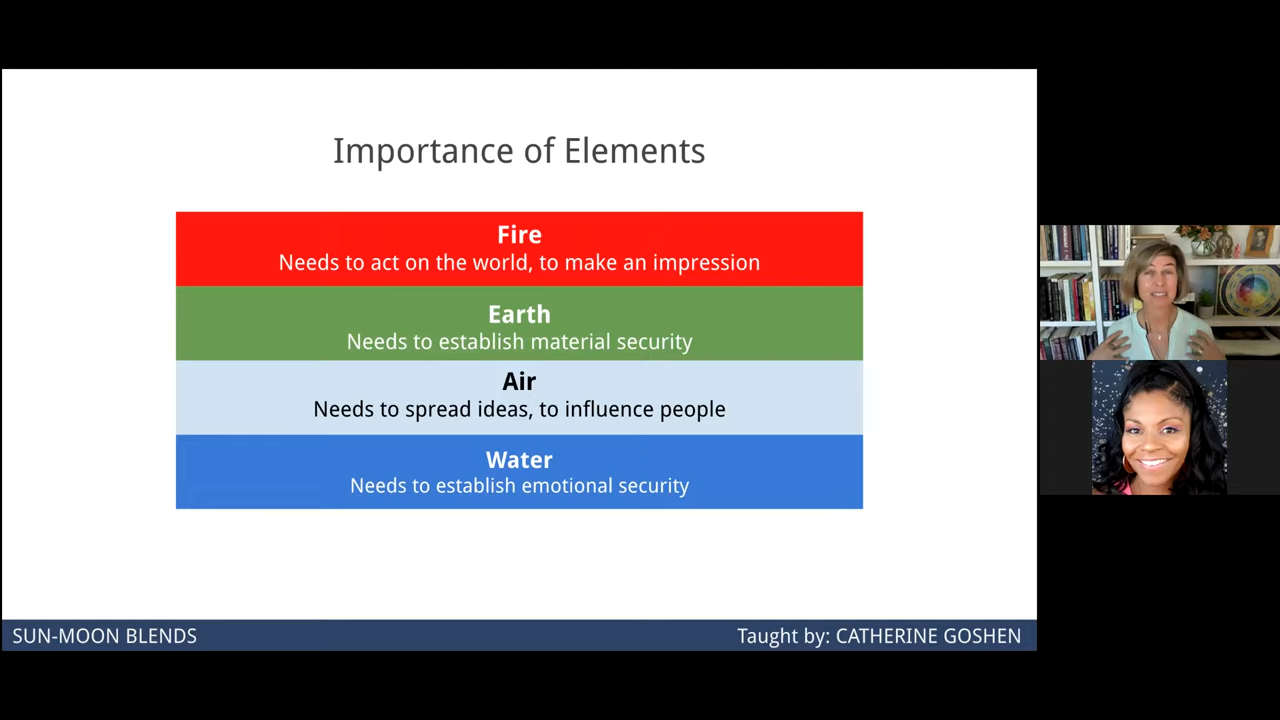 Importance of Elements
Fire
Needs to act on the world, to make an impression
Earth
Needs to establish material security
Air
Needs to spread ideas, to influence people
Water
Needs to establish emotional security
SUN-MOON BLENDS
Taught by: CATHERINE GOSHEN